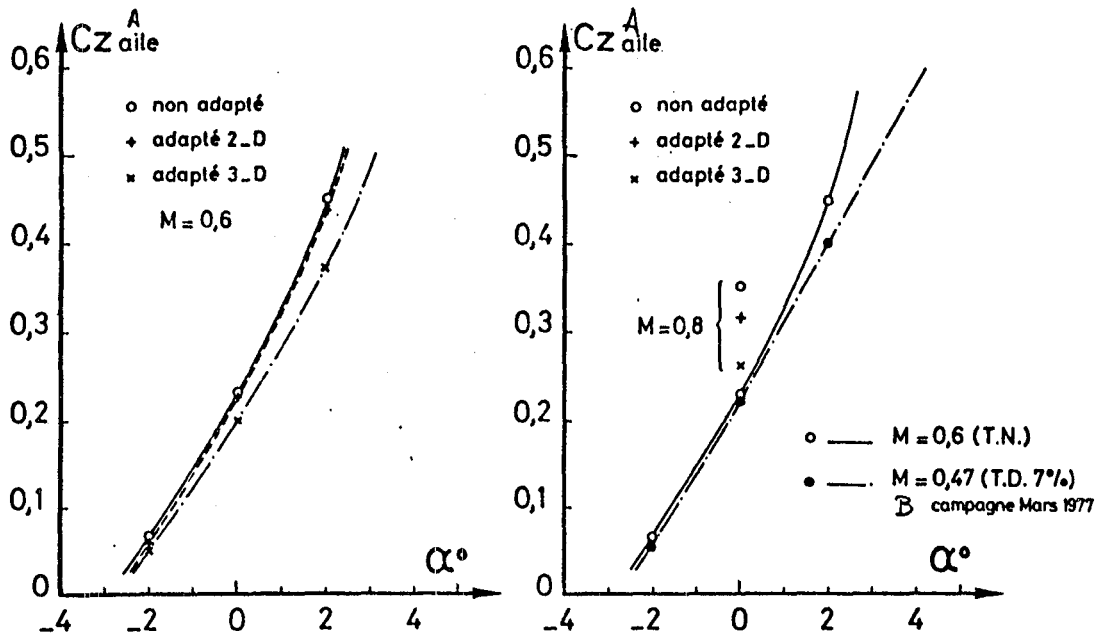 Cz aile A
0,6
0,5
0,4
0,3
0,2
0,1
0
o non adapté
+ adapté 2_D
x adapté 3_D
M = 0,6
α°
-4 -2 0 2 4
Cz aile A
0,6
0,5
0,4
0,3
0,2
0,1
0
o non adapté
+ adapté 2_D
x adapté 3_D
M = 0,8
o — M = 0,6 (T.N.)
• —·— M = 0,47 (T.D. 7%)
B campagne Mars 1977
α°
-4 -2 0 2 4